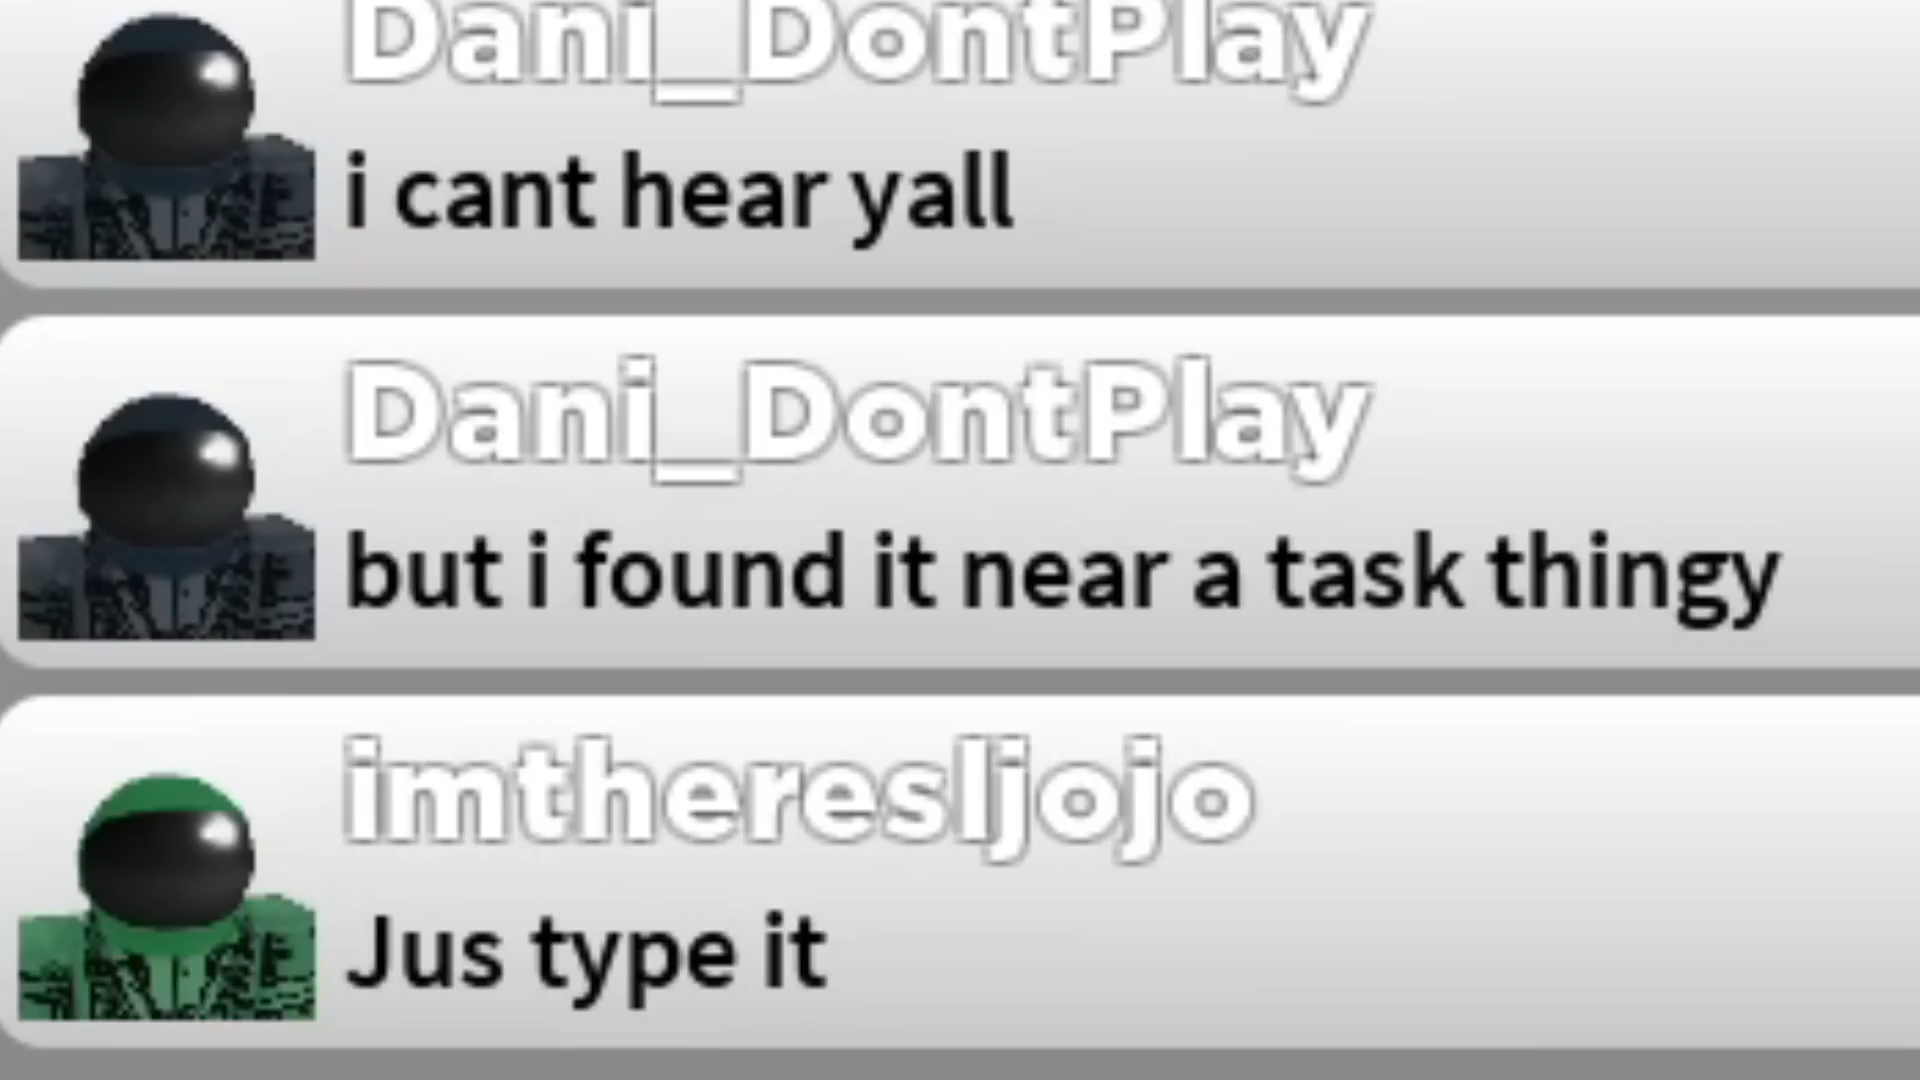 Dani_DontPlay
i cant hear yall
Dani_DontPlay
but i found it near a task thingy
imtheresljojo
Jus type it